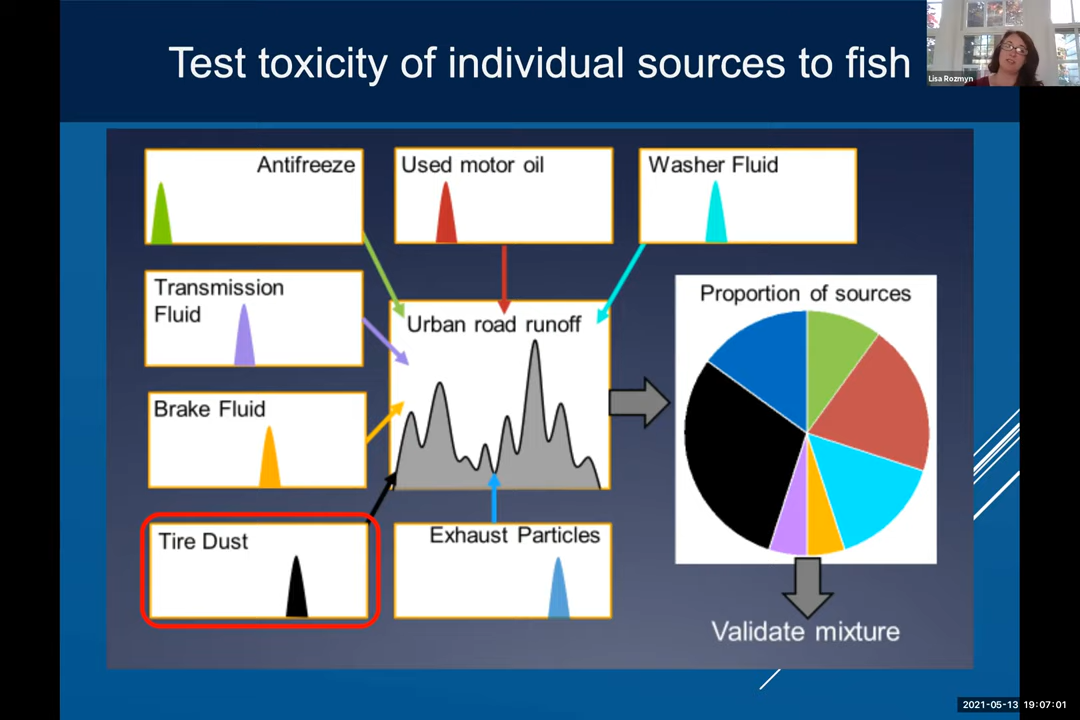 Test toxicity of individual sources to fish
Lisa Rozmyn
Antifreeze
Used motor oil
Washer Fluid
Transmission
Fluid
Urban road runoff
Proportion of sources
Brake Fluid
Tire Dust
Exhaust Particles
Validate mixture
2021-05-13 19:07:01